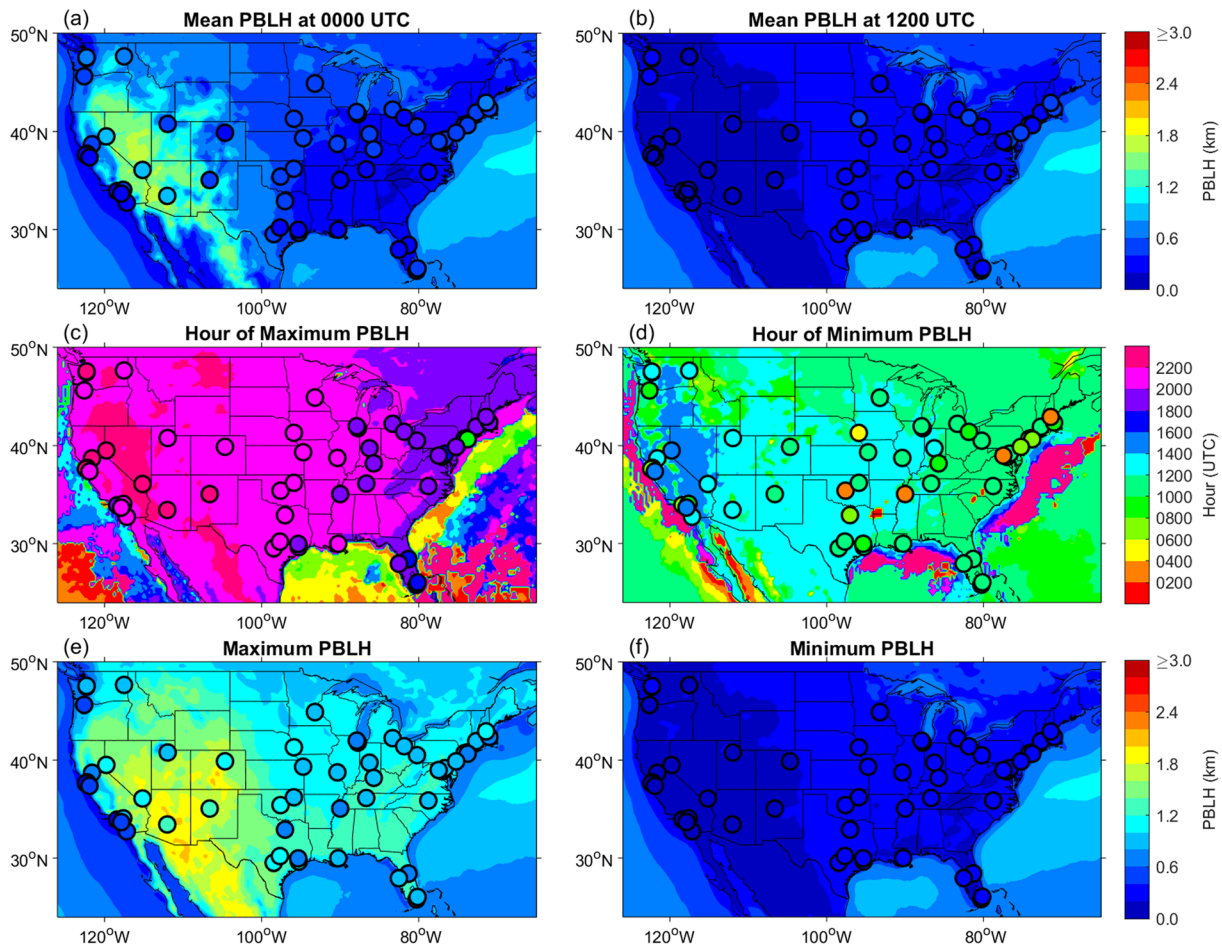 (a) Mean PBLH at 0000 UTC
(b) Mean PBLH at 1200 UTC
50°N
40°N
30°N
120°W 100°W 80°W
50°N
40°N
30°N
120°W 100°W 80°W
≥3.0
2.4
1.8
1.2
0.6
0.0
PBLH (km)
(c) Hour of Maximum PBLH
(d) Hour of Minimum PBLH
50°N
40°N
30°N
120°W 100°W 80°W
50°N
40°N
30°N
120°W 100°W 80°W
2200
2000
1800
1600
1400
1200
1000
0800
0600
0400
0200
Hour (UTC)
(e) Maximum PBLH
(f) Minimum PBLH
50°N
40°N
30°N
120°W 100°W 80°W
50°N
40°N
30°N
120°W 100°W 80°W
≥3.0
2.4
1.8
1.2
0.6
0.0
PBLH (km)